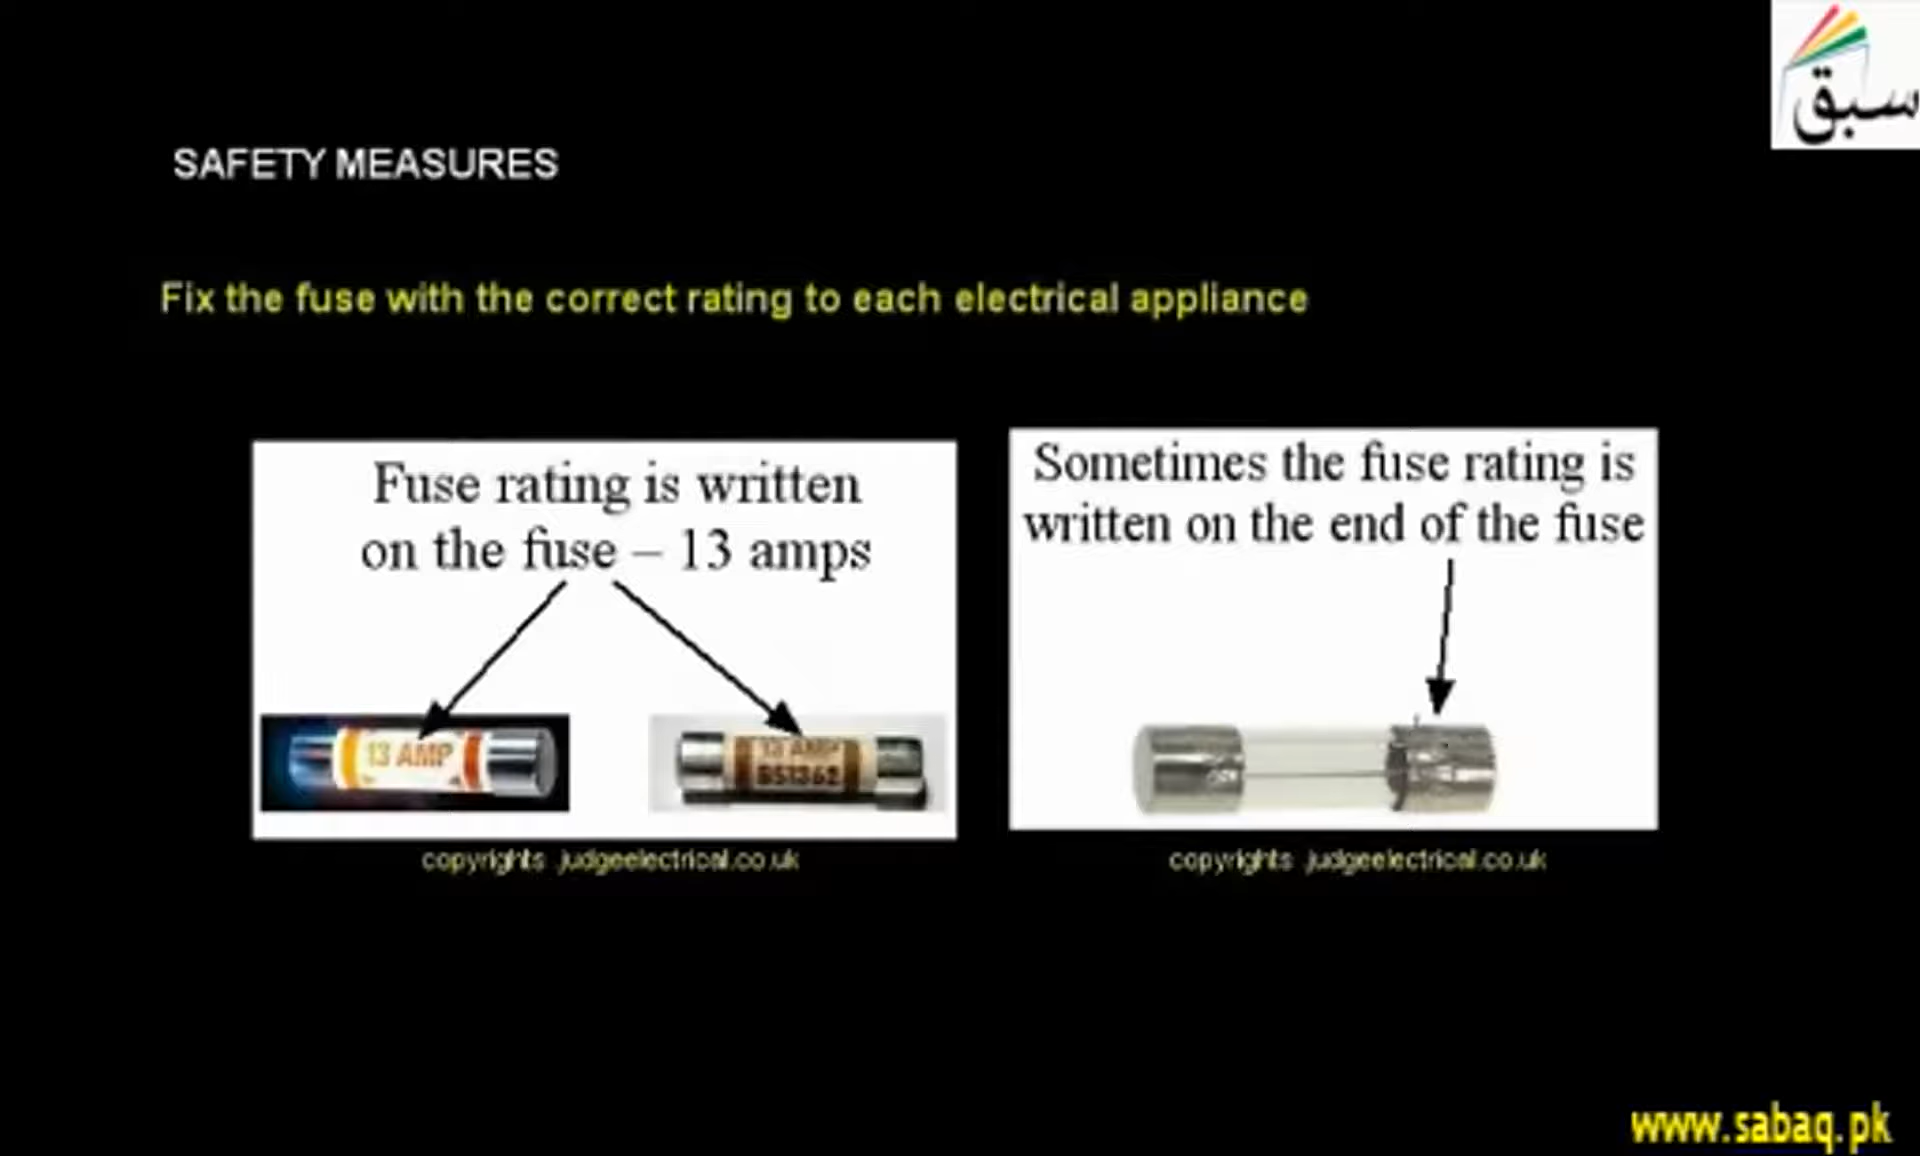 سبق
SAFETY MEASURES
Fix the fuse with the correct rating to each electrical appliance
Fuse rating is written
on the fuse – 13 amps
13 AMP
13 AMP
BS1362
Sometimes the fuse rating is
written on the end of the fuse
copyrights judgeelectrical.co.uk
copyrights judgeelectrical.co.uk
www.sabaq.pk